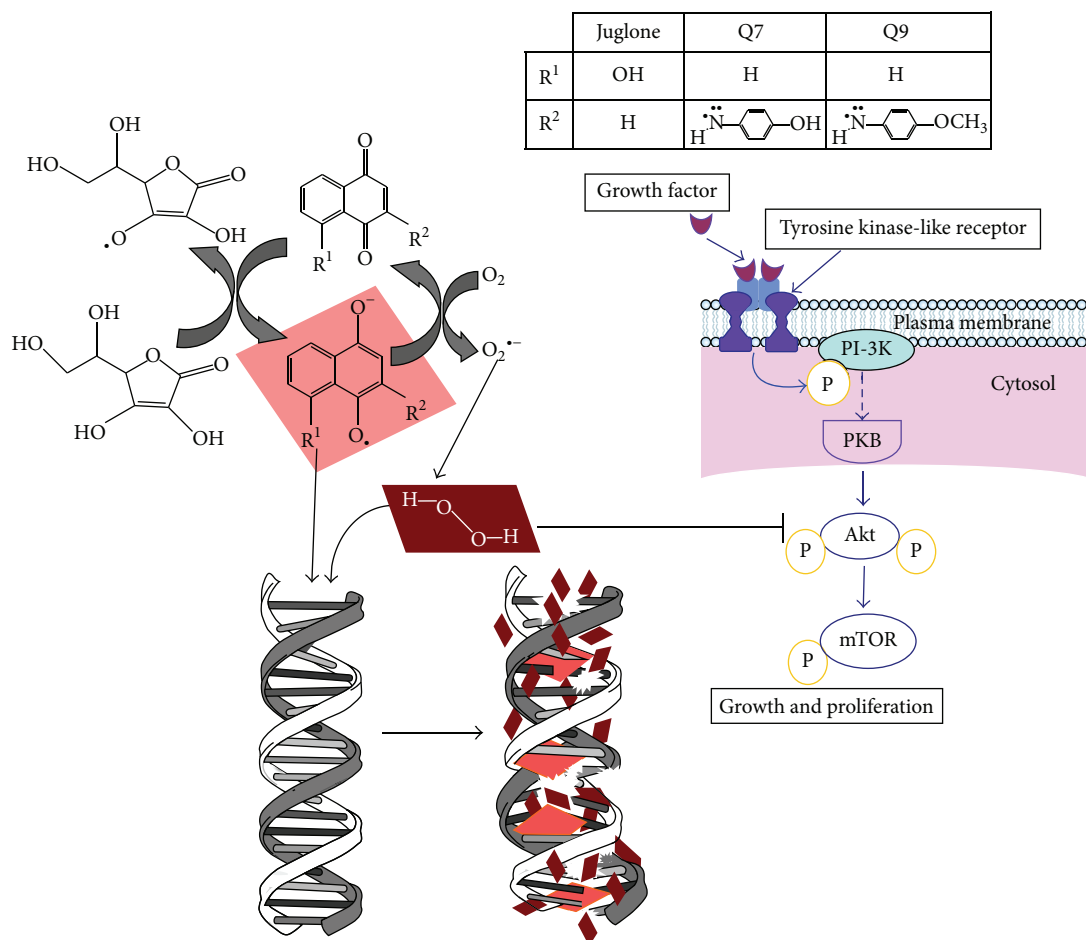 Juglone Q7 Q9
R¹ OH H H
R² H H N OH H N OCH₃
OH
HO
O
O
O
OH
O
O
R²
R¹
O₂
O₂•⁻
OH
HO
O
O
HO
OH
O⁻
R²
R¹
O•
H O
O H
Growth factor
Tyrosine kinase-like receptor
Plasma membrane
PI-3K
P
Cytosol
PKB
Akt
P P
mTOR
P
Growth and proliferation